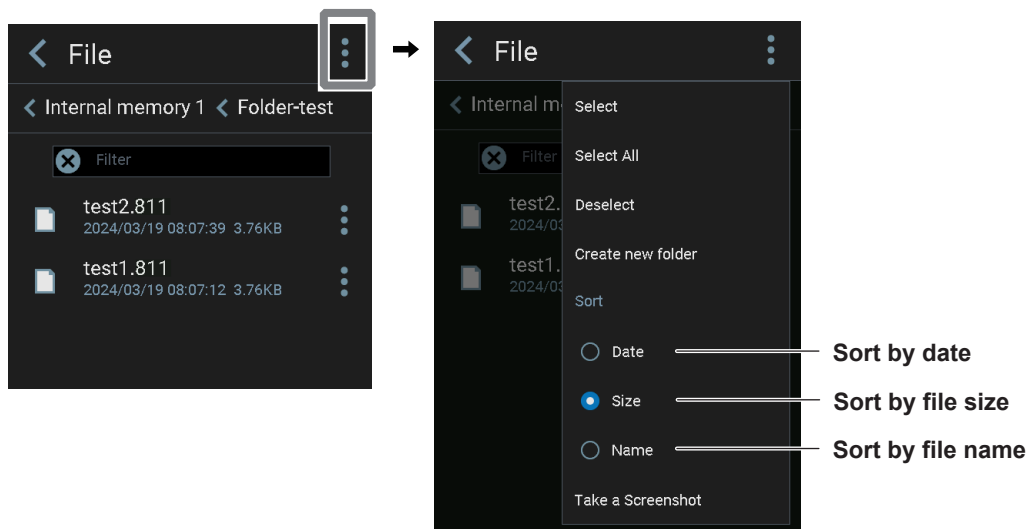 File
Internal memory 1 Folder-test
Filter
test2.811
2024/03/19 08:07:39 3.76KB
test1.811
2024/03/19 08:07:12 3.76KB
File
Internal m
Filter
test2.
2024/03
test1.
2024/03
Select
Select All
Deselect
Create new folder
Sort
Date
Size
Name
Take a Screenshot
Sort by date
Sort by file size
Sort by file name